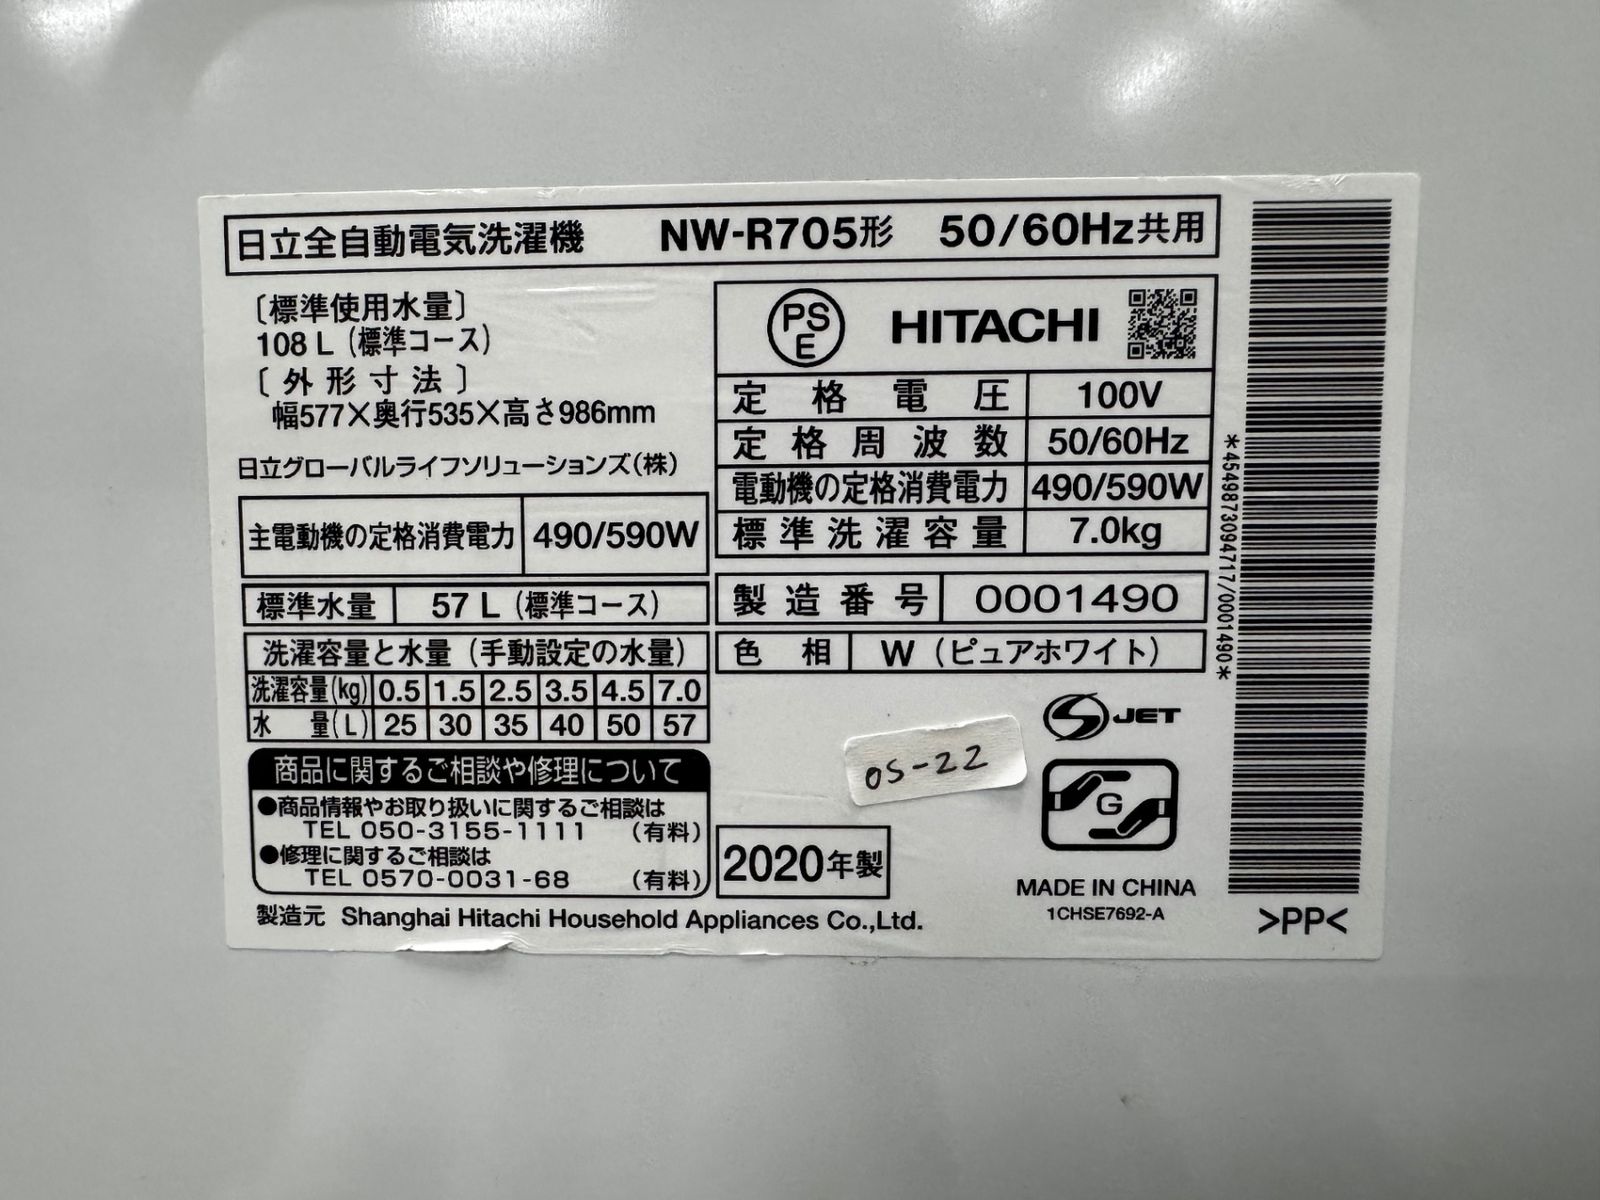 日立全自動電気洗濯機 NW-R705形 50/60Hz共用
〔標準使用水量〕
108 L（標準コース）
〔外形寸法〕
幅577×奥行535×高さ986mm
日立グローバルライフソリューションズ(株)
主電動機の定格消費電力 490/590W
標準水量 57 L（標準コース）
洗濯容量と水量（手動設定の水量）
洗濯容量(kg) 0.5 1.5 2.5 3.5 4.5 7.0
水量(L) 25 30 35 40 50 57
商品に関するご相談や修理について
●商品情報やお取り扱いに関するご相談は
TEL 050-3155-1111 （有料）
●修理に関するご相談は
TEL 0570-0031-68 （有料）
製造元 Shanghai Hitachi Household Appliances Co.,Ltd.
PSE HITACHI
定格電圧 100V
定格周波数 50/60Hz
電動機の定格消費電力 490/590W
標準洗濯容量 7.0kg
製造番号 0001490
色相 W（ピュアホワイト）
S JET
05-22
G
2020年製
MADE IN CHINA
1CHSE7692-A
*4549873094717/0001490*
>PP<